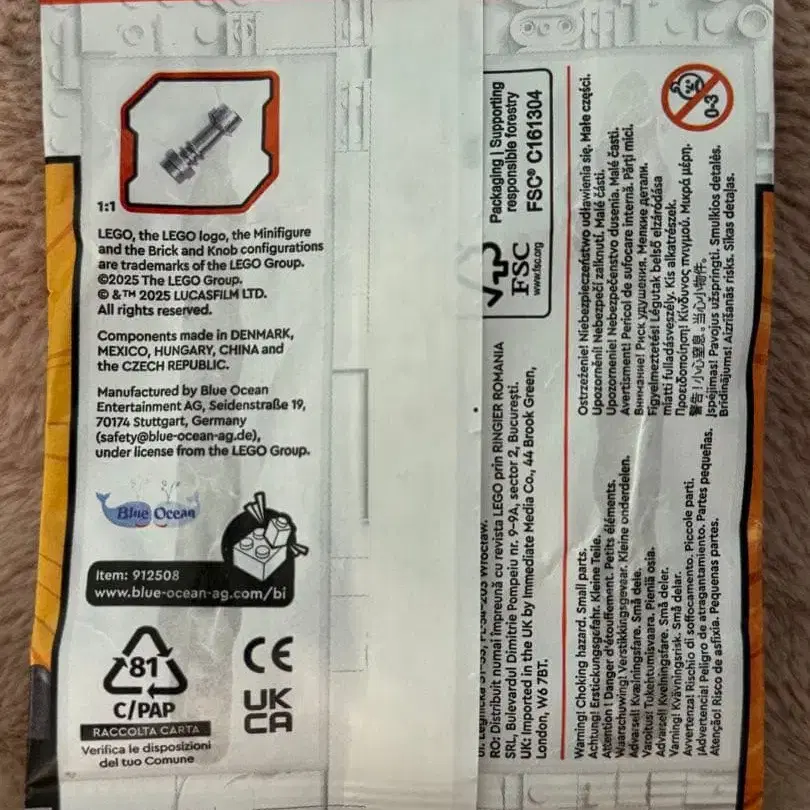 1:1
LEGO, the LEGO logo, the Minifigure
and the Brick and Knob configurations
are trademarks of the LEGO Group.
©2025 The LEGO Group.
© &™ 2025 LUCASFILM LTD.
All rights reserved.
Components made in DENMARK,
MEXICO, HUNGARY, CHINA and
the CZECH REPUBLIC.
Manufactured by Blue Ocean
Entertainment AG, Seidenstraße 19,
70174 Stuttgart, Germany
(safety@blue-ocean-ag.de),
under license from the LEGO Group.
Blue Ocean
Item: 912508
www.blue-ocean-ag.com/bi
81
C/PAP
RACCOLTA CARTA
Verifica le disposizioni
del tuo Comune
CE
UK
CA
FSC
www.fsc.org
Packaging | Supporting
responsible forestry
FSC® C161304
RO: Distribuit numai împreună cu revista LEGO prin RINGIER ROMANIA
SRL, Bulevardul Dimitrie Pompeiu nr. 9-9A, sector 2, București.
UK: Imported in the UK by Immediate Media Co., 44 Brook Green,
London, W6 7BT.
0-3
Warning! Choking hazard. Small parts.
Achtung! Erstickungsgefahr. Kleine Teile.
Attention ! Danger d'étouffement. Petits éléments.
Waarschuwing! Verstikkingsgevaar. Kleine onderdelen.
Advarsel! Kvælningsfare. Små dele.
Varoitus! Tukehtumisvaara. Pieniä osia.
Advarsel! Kvelningsfare. Små deler.
Varning! Kvävningsrisk. Små delar.
Avvertenza! Rischio di soffocamento. Piccole parti.
¡Advertencia! Peligro de atragantamiento. Partes pequeñas.
Atenção! Risco de asfixia. Pequenas partes.
Ostrzeżenie! Niebezpieczeństwo udławienia się. Małe części.
Upozornění! Nebezpečí zalknutí. Malé části.
Upozornenie! Nebezpečenstvo dusenia. Malé časti.
Avertisment! Pericol de sufocare internă. Părți mici.
Внимание! Риск удушения. Мелкие детали.
Figyelmeztetés! Légutak belső elzáródása
miatti fulladásveszély. Kis alkatrészek.
Προειδοποίηση! Κίνδυνος πνιγμού. Μικρά μέρη.
警告！小心窒息。当心小物件。
Įspėjimas! Pavojus užspringti. Smulkios detalės.
Brīdinājums! Aizrīšanās risks. Sīkas detaļas.